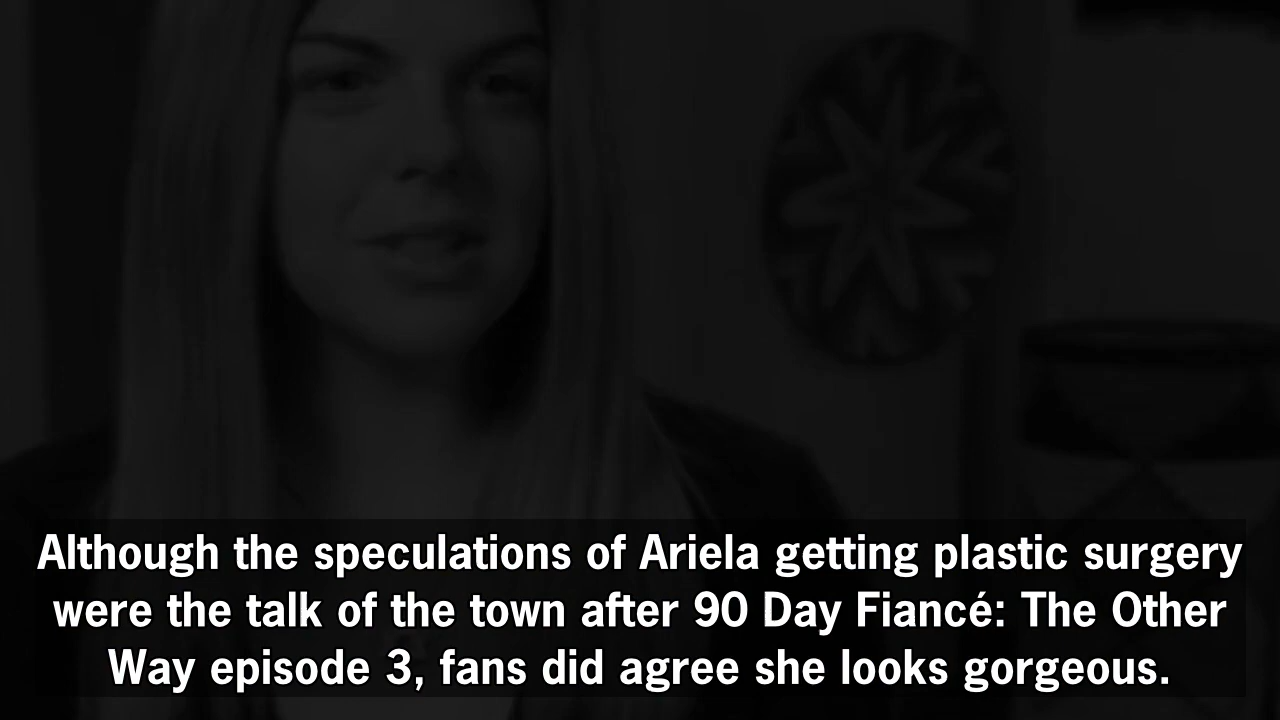 Although the speculations of Ariela getting plastic surgery
were the talk of the town after 90 Day Fiancé: The Other
Way episode 3, fans did agree she looks gorgeous.